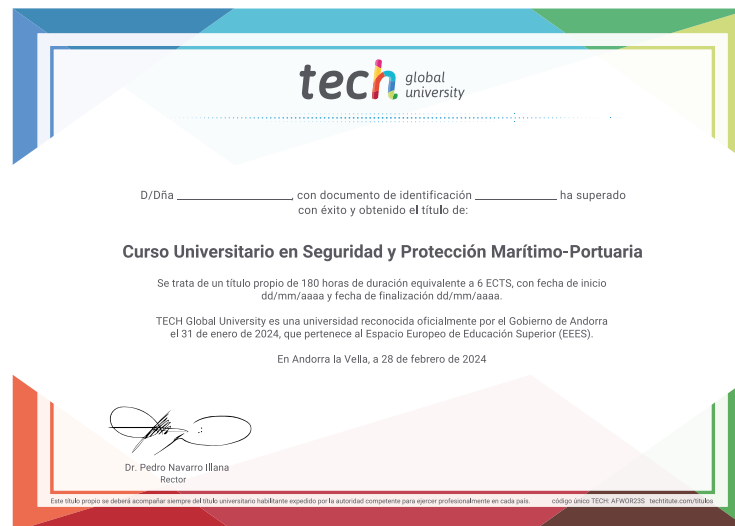 tech global
university
D/Dña ______________, con documento de identificación __________ ha superado
con éxito y obtenido el título de:
Curso Universitario en Seguridad y Protección Marítimo-Portuaria
Se trata de un título propio de 180 horas de duración equivalente a 6 ECTS, con fecha de inicio
dd/mm/aaaa y fecha de finalización dd/mm/aaaa.
TECH Global University es una universidad reconocida oficialmente por el Gobierno de Andorra
el 31 de enero de 2024, que pertenece al Espacio Europeo de Educación Superior (EEES).
En Andorra la Vella, a 28 de febrero de 2024
Dr. Pedro Navarro Illana
Rector
Este título propio se deberá acompañar siempre del título universitario habilitante expedido por la autoridad competente para ejercer profesionalmente en cada país. código único TECH: AFWOR23S techtitute.com/titulos